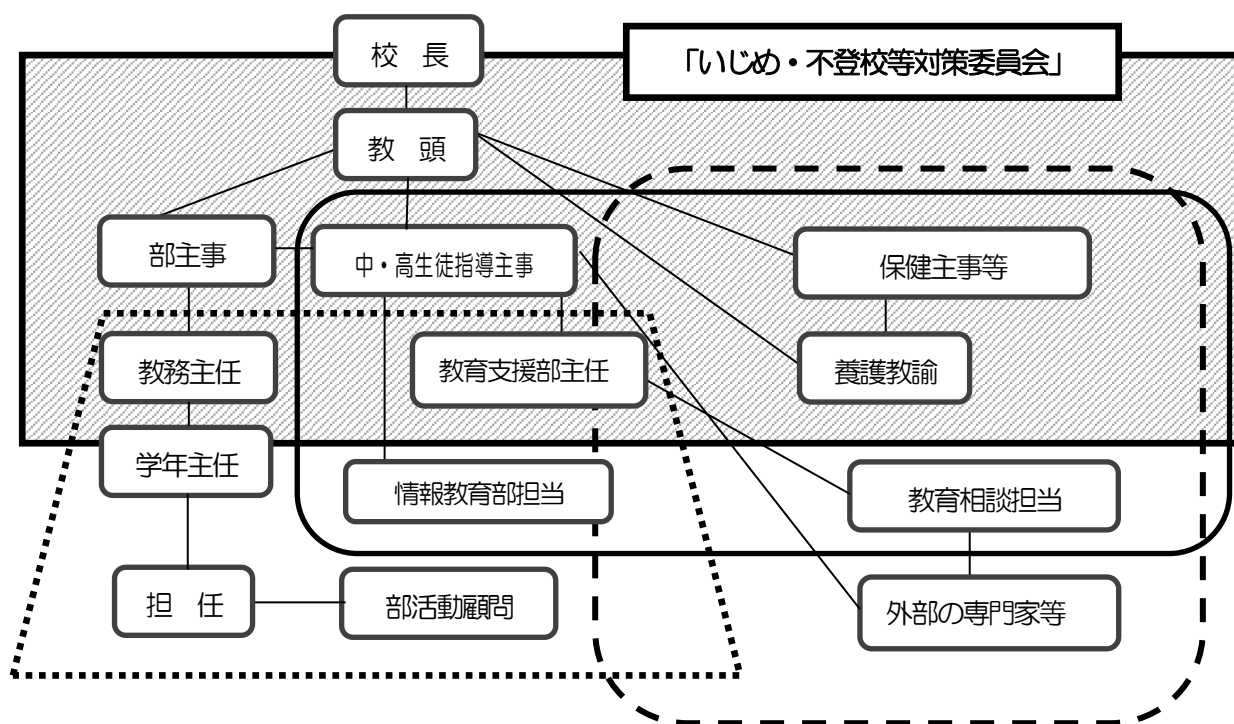 校　長
「いじめ・不登校等対策委員会」
教　頭
部主事
中・高生徒指導主事
保健主事等
教務主任
教育支援部主任
養護教諭
学年主任
情報教育部担当
教育相談担当
担　任
部活動顧問
外部の専門家等